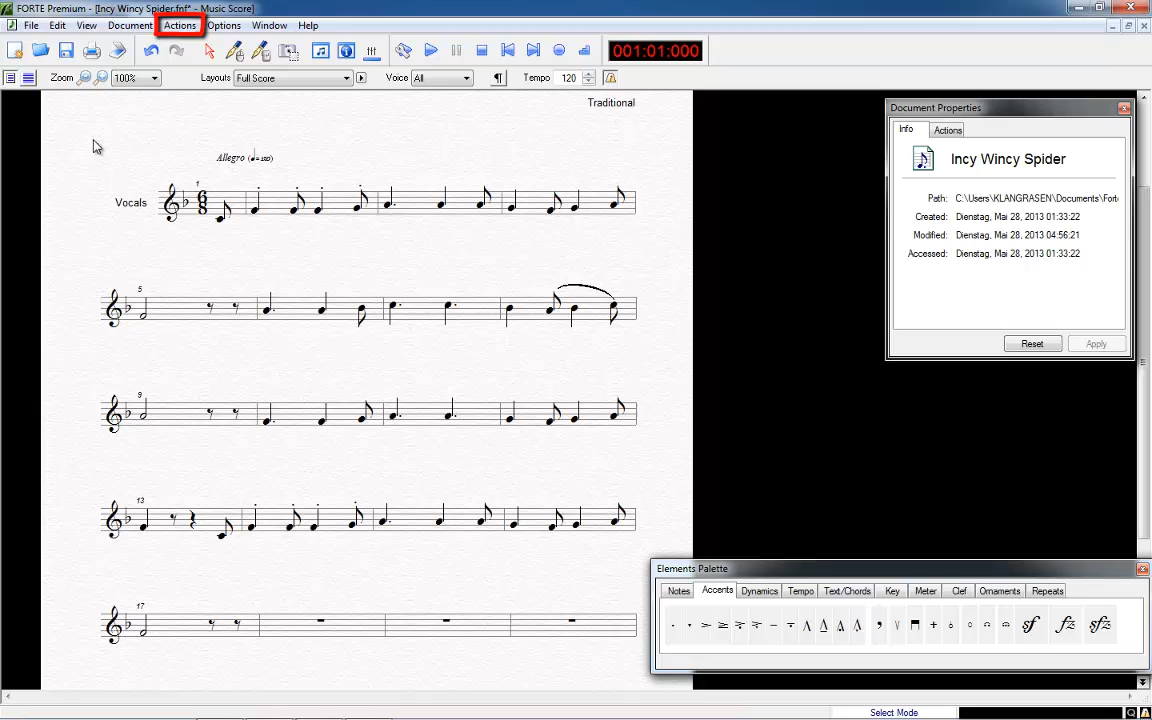 FORTE Premium - [Incy Wincy Spider.fnf* - Music Score]
File Edit View Document Actions Options Window Help
001:01:000
Zoom 100% Layouts Full Score Voice All ¶ Tempo 120
Traditional
Allegro
Vocals
1
6
8
5
9
13
17
Document Properties
Info Actions
Incy Wincy Spider
Path: C:\Users\KLANGRASEN\Documents\Fort
Created: Dienstag, Mai 28, 2013 01:33:22
Modified: Dienstag, Mai 28, 2013 04:56:21
Accessed: Dienstag, Mai 28, 2013 01:33:22
Reset Apply
Elements Palette
Notes Accents Dynamics Tempo Text/Chords Key Meter Clef Ornaments Repeats
sf fz sfz
Select Mode